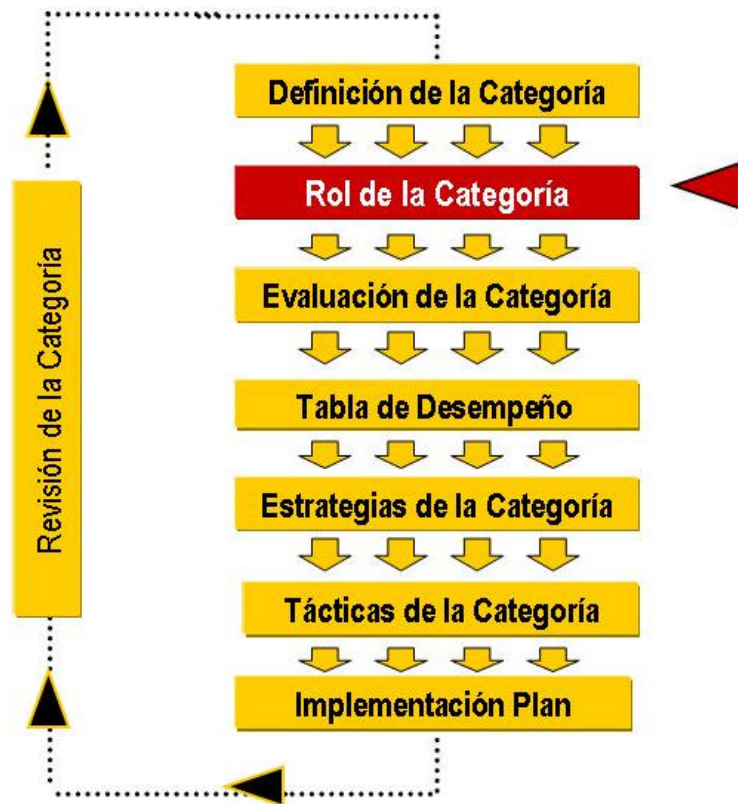 Definición de la Categoría
Rol de la Categoría
Evaluación de la Categoría
Tabla de Desempeño
Estrategias de la Categoría
Tácticas de la Categoría
Implementación Plan
Revisión de la Categoría